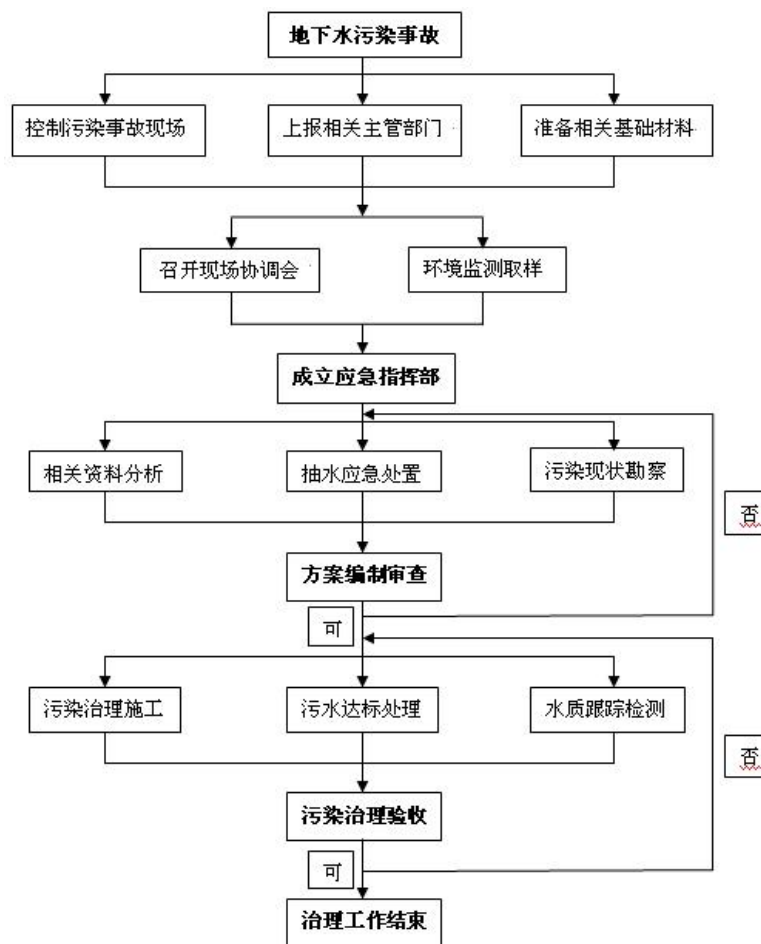 地下水污染事故
控制污染事故现场
上报相关主管部门
准备相关基础材料
召开现场协调会
环境监测取样
成立应急指挥部
相关资料分析
抽水应急处置
污染现状勘察
否
方案编制审查
可
污染治理施工
污水达标处理
水质跟踪检测
否
污染治理验收
可
治理工作结束